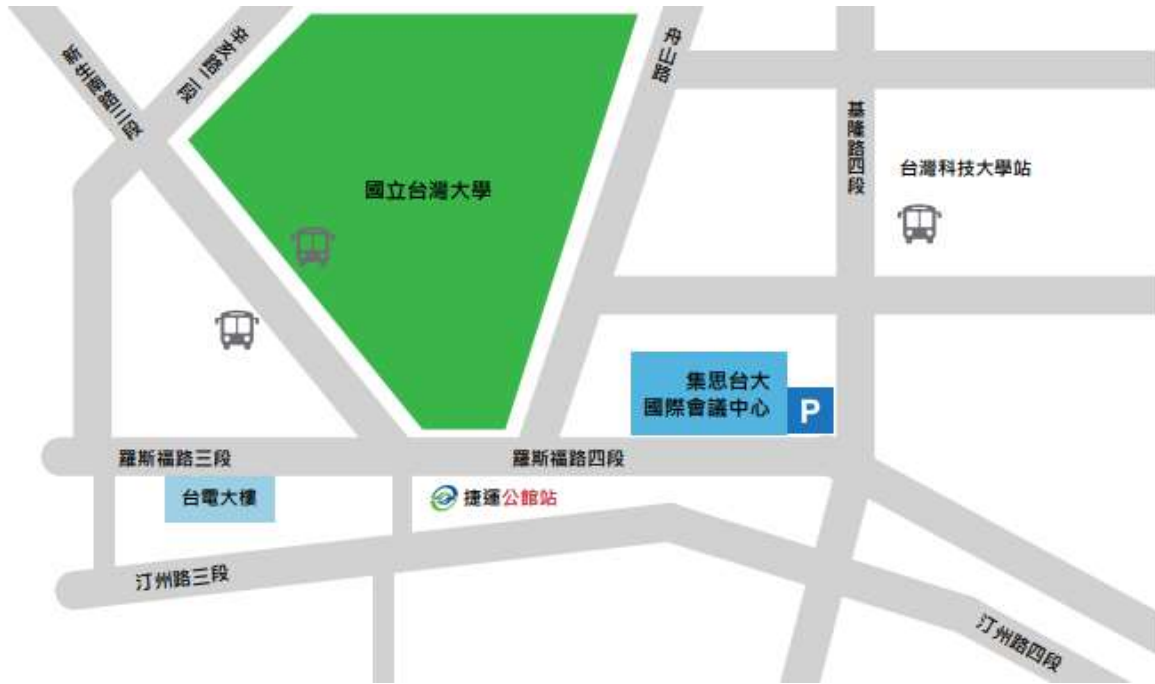 新生南路三段
辛亥路二段
舟山路
基隆路四段
台灣科技大學站
國立台灣大學
集思台大
國際會議中心
P
羅斯福路三段
羅斯福路四段
台電大樓
捷運公館站
汀州路三段
汀州路四段